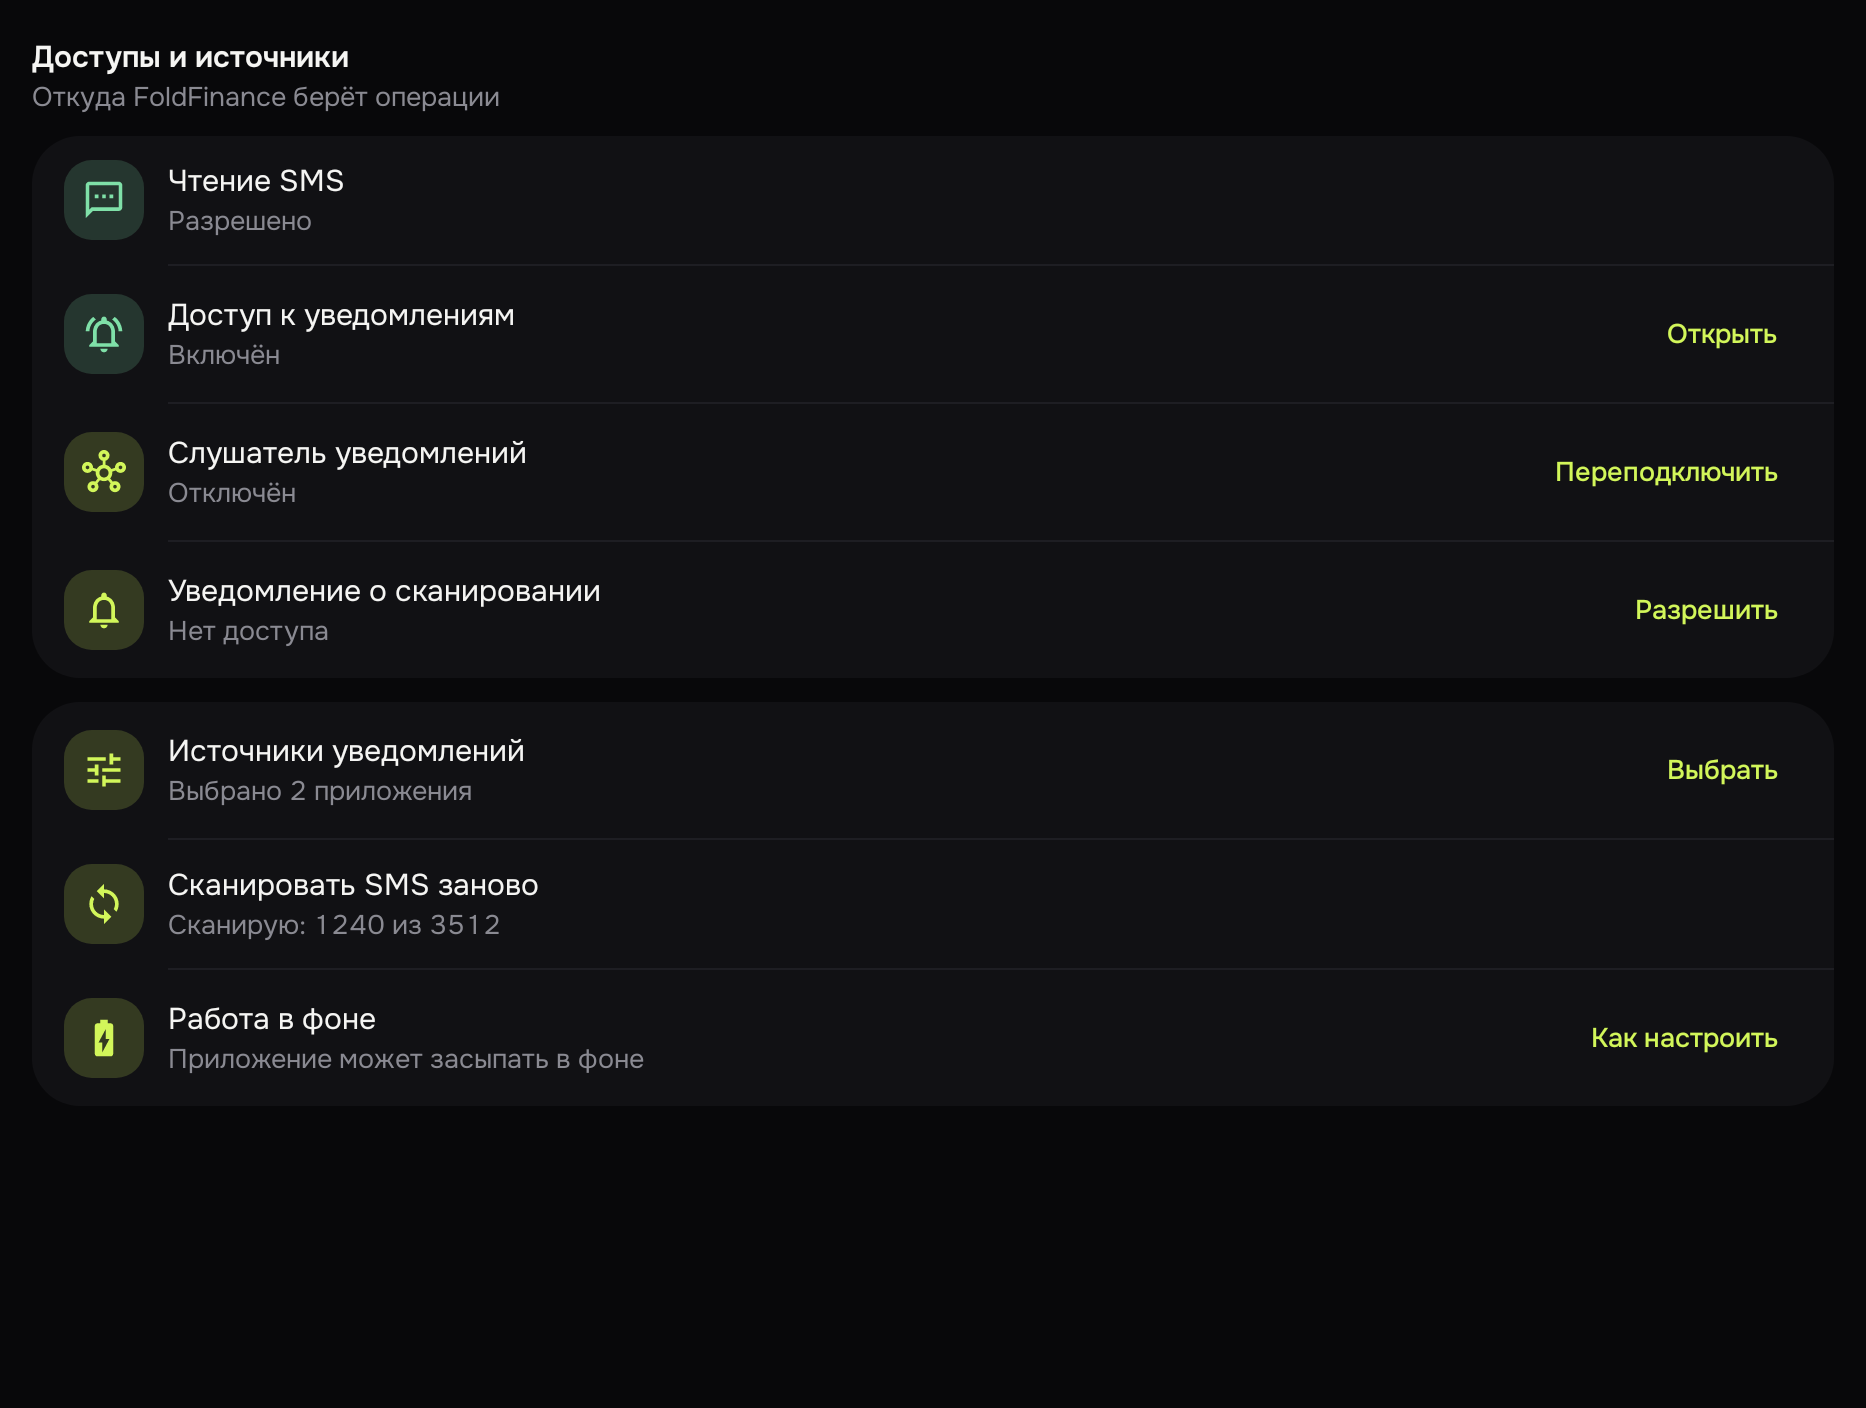 Доступы и источники
Откуда FoldFinance берёт операции
Чтение SMS
Разрешено
Доступ к уведомлениям
Включён
Открыть
Слушатель уведомлений
Отключён
Переподключить
Уведомление о сканировании
Нет доступа
Разрешить
Источники уведомлений
Выбрано 2 приложения
Выбрать
Сканировать SMS заново
Сканирую: 1240 из 3512
Работа в фоне
Приложение может засыпать в фоне
Как настроить